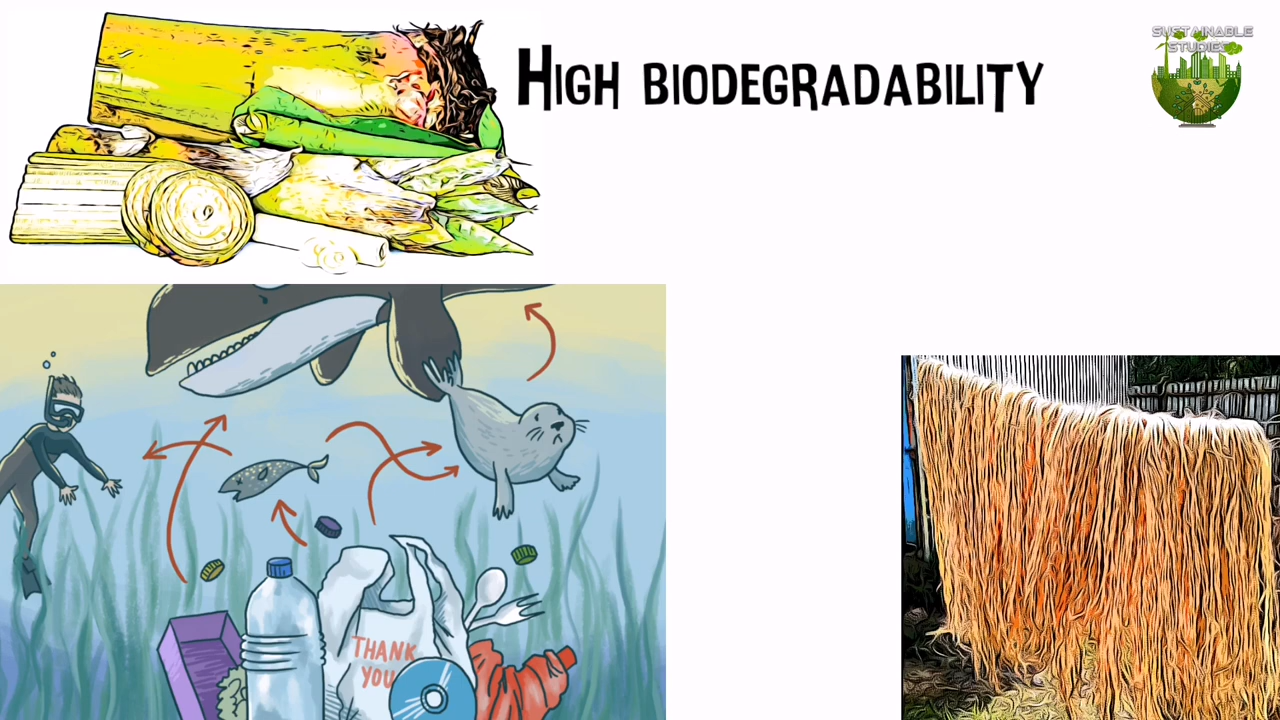 High biodegradability
SUSTAINABLE
STUDIES
THANK
YOU